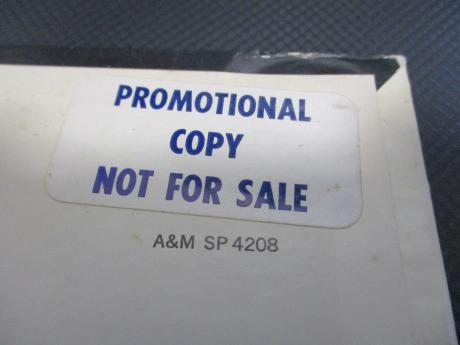 PROMOTIONAL
COPY
NOT FOR SALE
A&M SP 4208